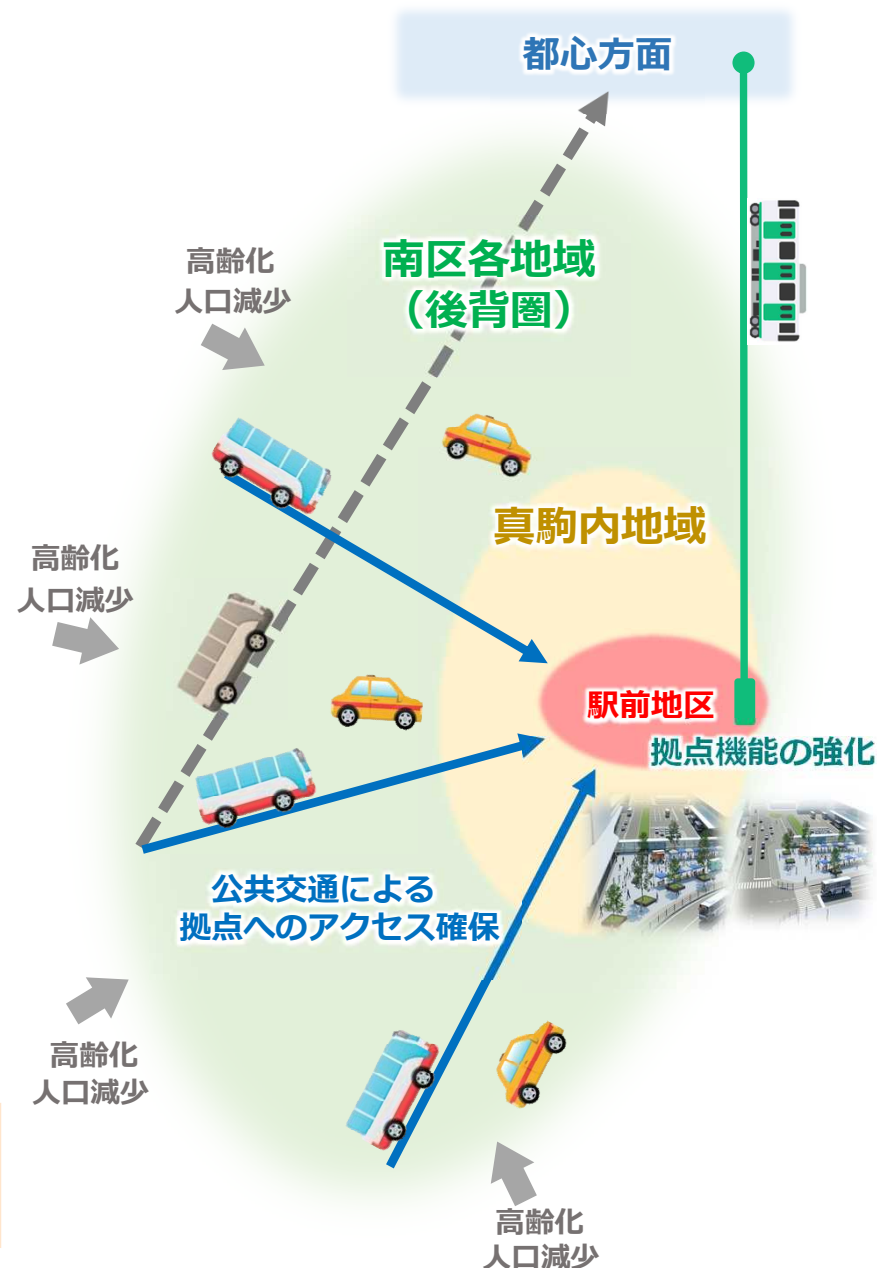 都心方面
南区各地域
（後背圏）
高齢化
人口減少
真駒内地域
高齢化
人口減少
駅前地区
拠点機能の強化
公共交通による
拠点へのアクセス確保
高齢化
人口減少
高齢化
人口減少